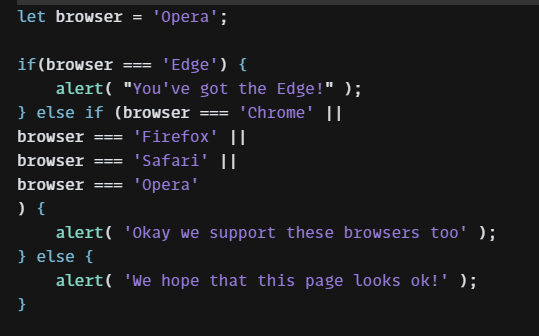 let browser = 'Opera';

if(browser === 'Edge') {
    alert( "You've got the Edge!" );
} else if (browser === 'Chrome' ||
browser === 'Firefox' ||
browser === 'Safari' ||
browser === 'Opera'
) {
    alert( 'Okay we support these browsers too' );
} else {
    alert( 'We hope that this page looks ok!' );
}